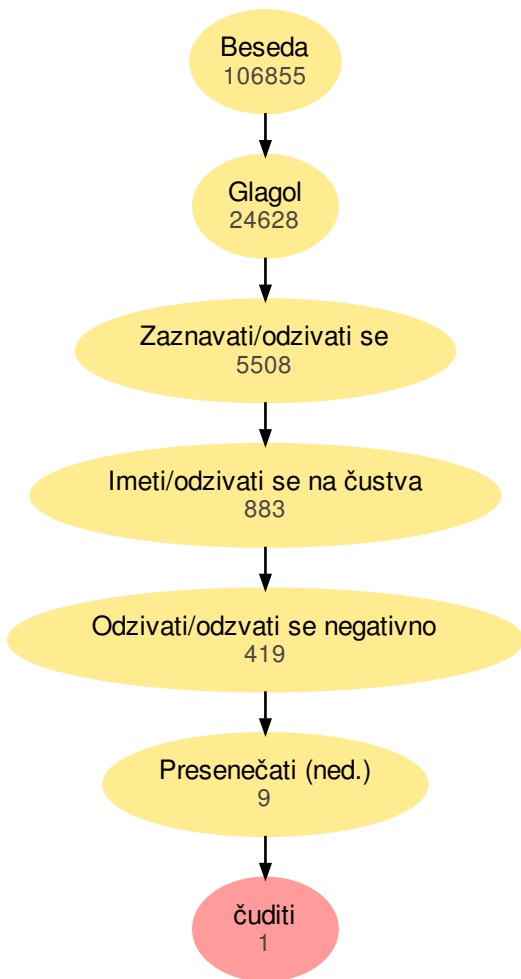 Beseda
106855
Glagol
24628
Zaznavati/odzivati se
5508
Imeti/odzivati se na čustva
883
Odzivati/odzvati se negativno
419
Presenečati (ned.)
9
čuditi
1